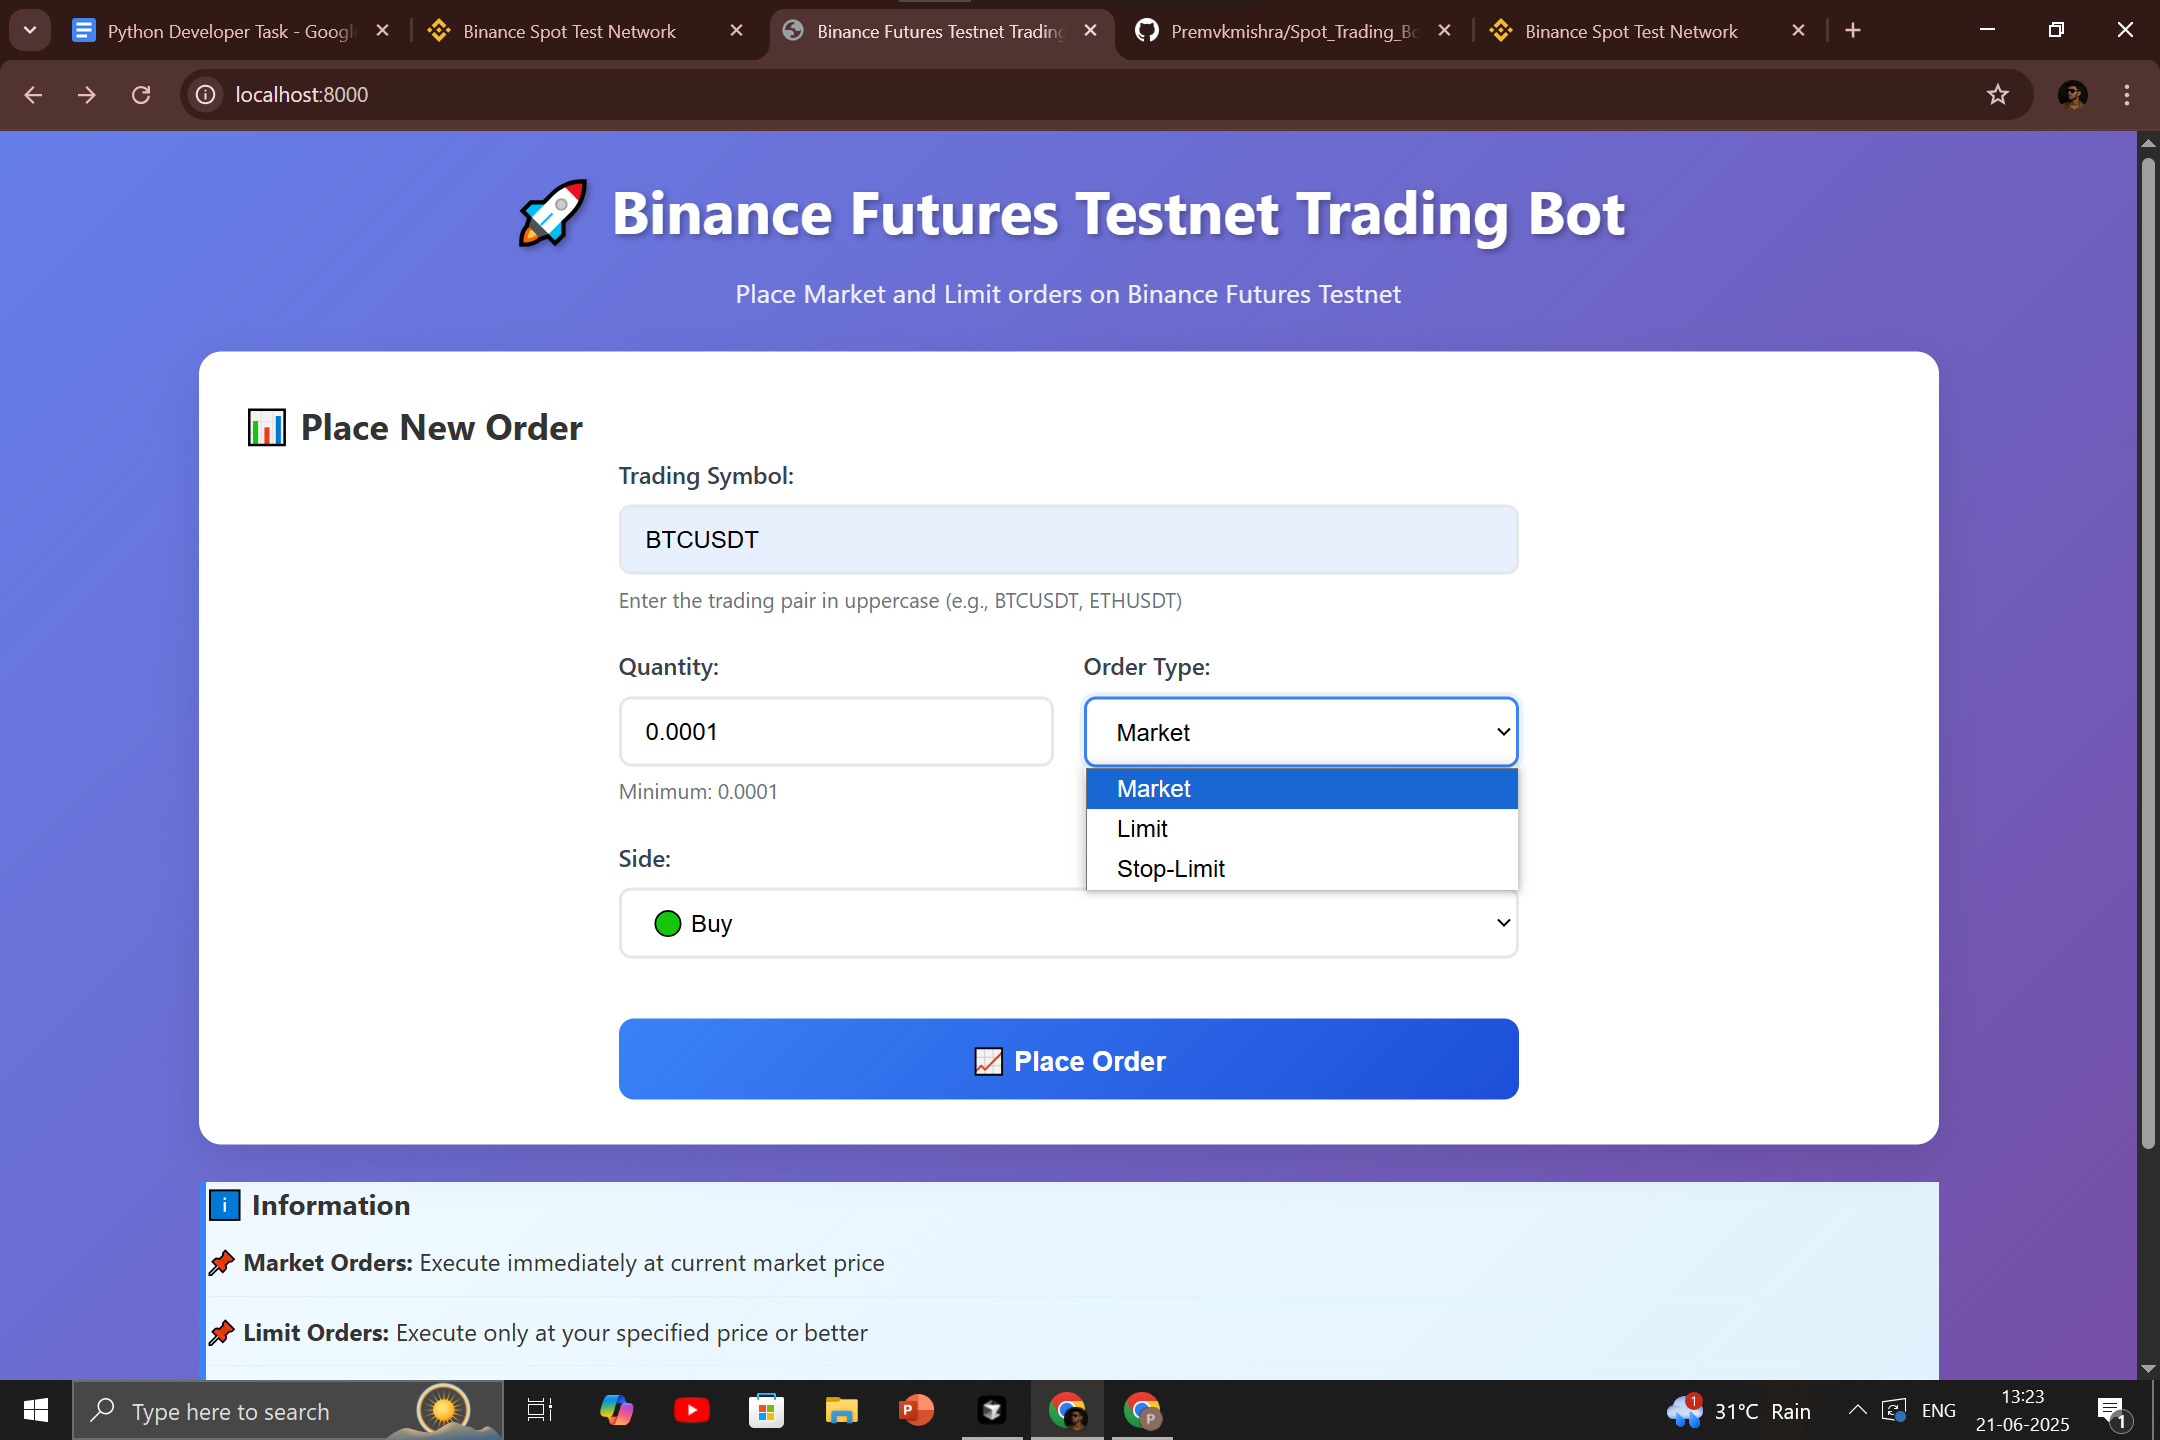 Python Developer Task - Googl
Binance Spot Test Network
Binance Futures Testnet Trading
Premvkmishra/Spot_Trading_Bo
Binance Spot Test Network
localhost:8000
Binance Futures Testnet Trading Bot
Place Market and Limit orders on Binance Futures Testnet
Place New Order
Trading Symbol:
BTCUSDT
Enter the trading pair in uppercase (e.g., BTCUSDT, ETHUSDT)
Quantity:
Order Type:
0.0001
Market
Minimum: 0.0001
Market
Limit
Stop-Limit
Side:
Buy
Place Order
i
Information
Market Orders: Execute immediately at current market price
Limit Orders: Execute only at your specified price or better
Type here to search
P
P
1
31°C Rain
ENG
13:23
21-06-2025
1